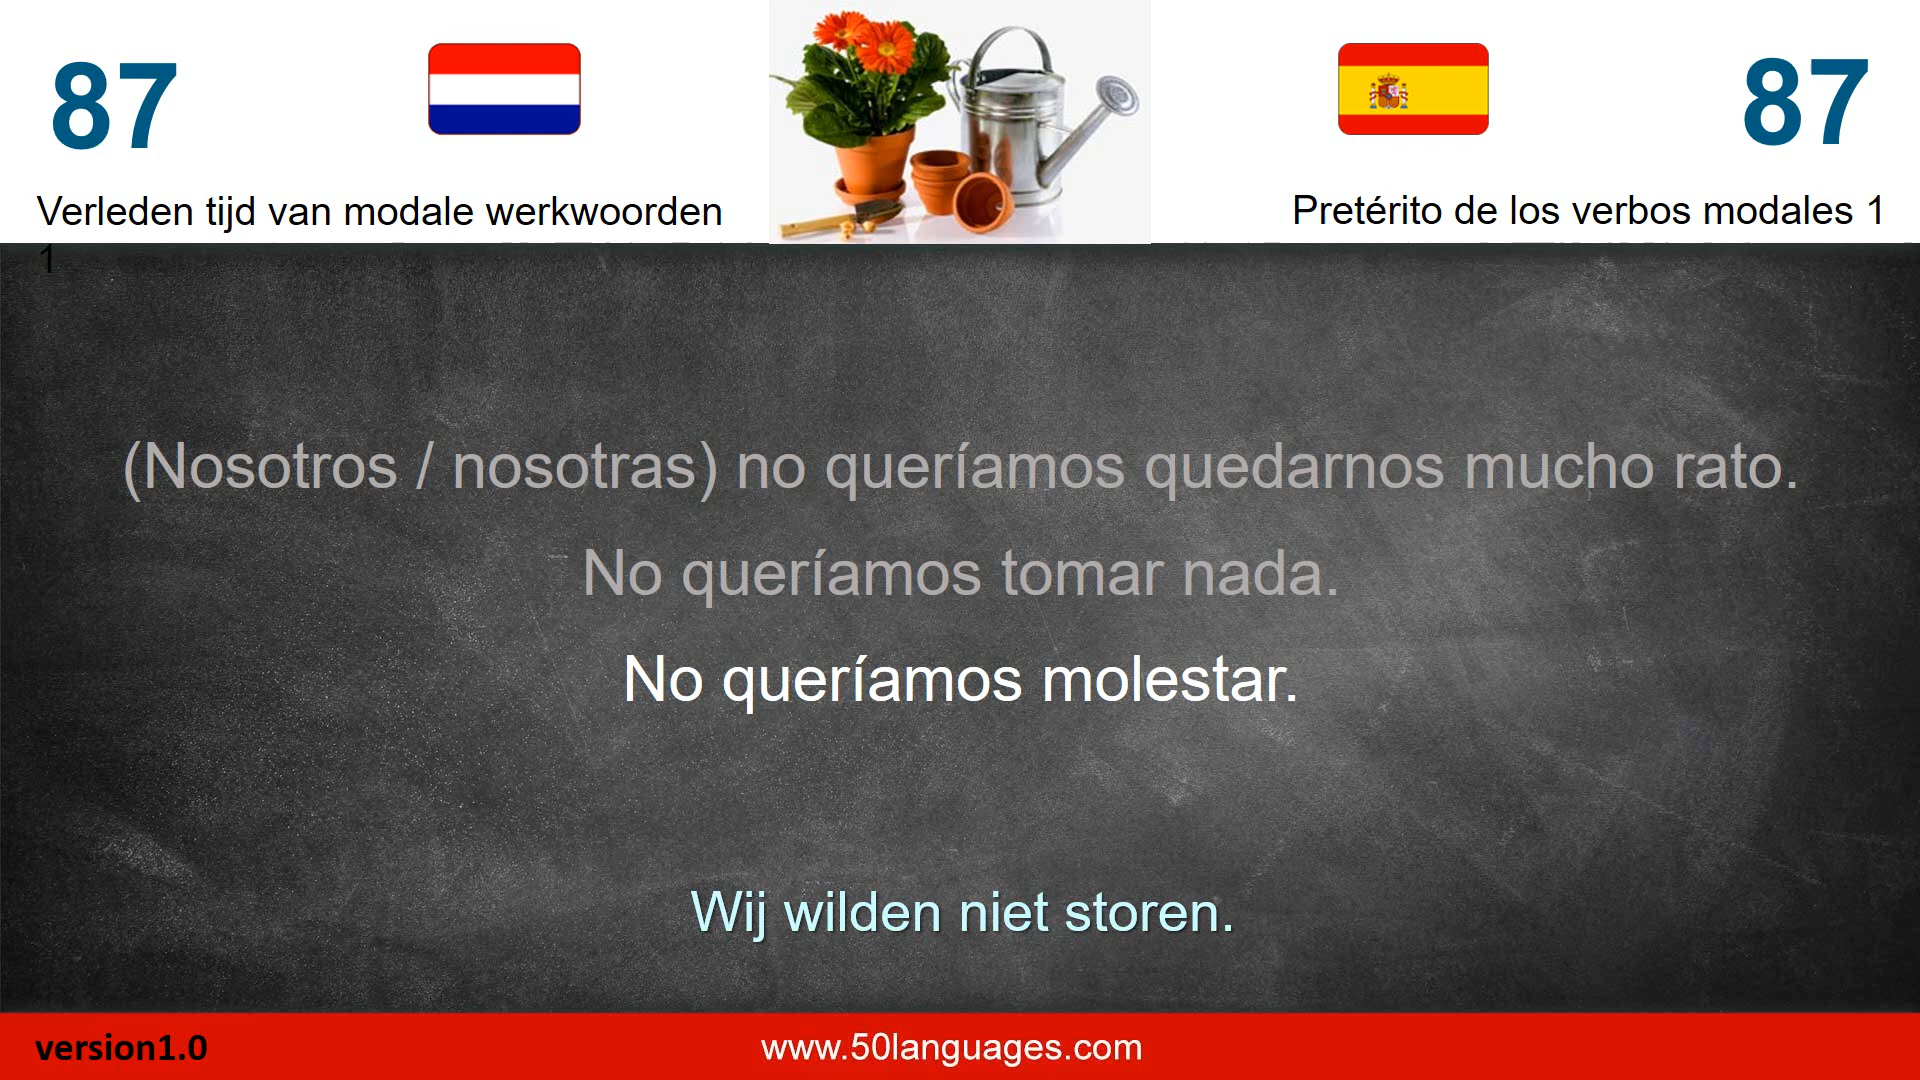 87
87
Verleden tijd van modale werkwoorden
1
Pretérito de los verbos modales 1
(Nosotros / nosotras) no queríamos quedarnos mucho rato.
No queríamos tomar nada.
No queríamos molestar.
Wij wilden niet storen.
version1.0
www.50languages.com